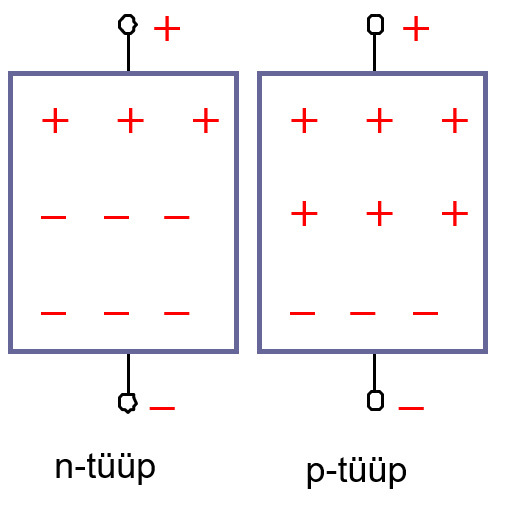 + +
+ + + + + +
− − − + + +
− − − − − −
− −
n-tüüp p-tüüp